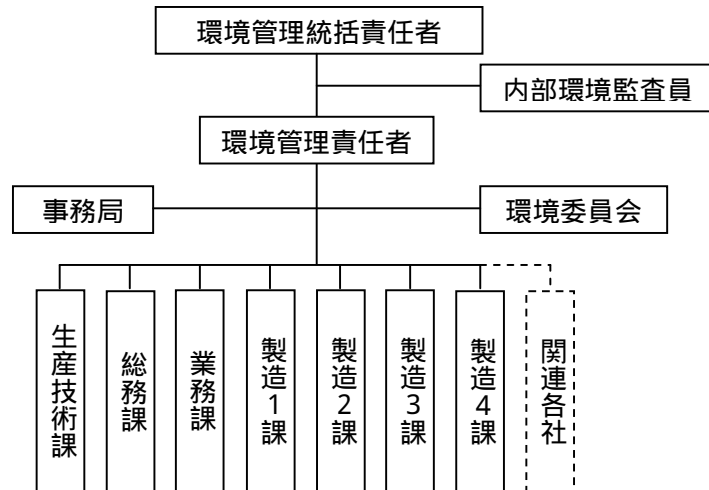 環境管理統括責任者
内部環境監査員
環境管理責任者
事務局
環境委員会
生産技術課
総務課
業務課
製造1課
製造2課
製造3課
製造4課
関連各社